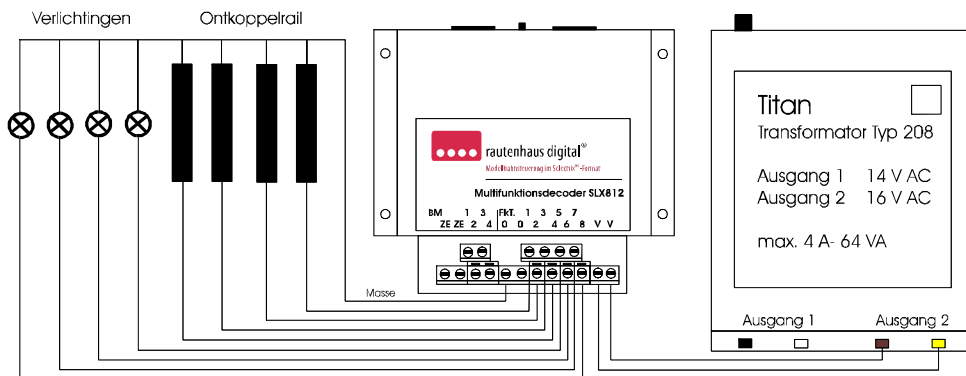 Verlichtingen Ontkoppelrail
rautenhaus digital®
Modellbahnsteuerung im Selectrix™-Format
Multifunktionsdecoder SLX812
BM 1 3 Fkt. 1 3 5 7
ZE ZE 2 4 0 0 2 4 6 8 V V
Masse
Titan
Transformator Typ 208
Ausgang 1 14 V AC
Ausgang 2 16 V AC
max. 4 A- 64 VA
Ausgang 1 Ausgang 2